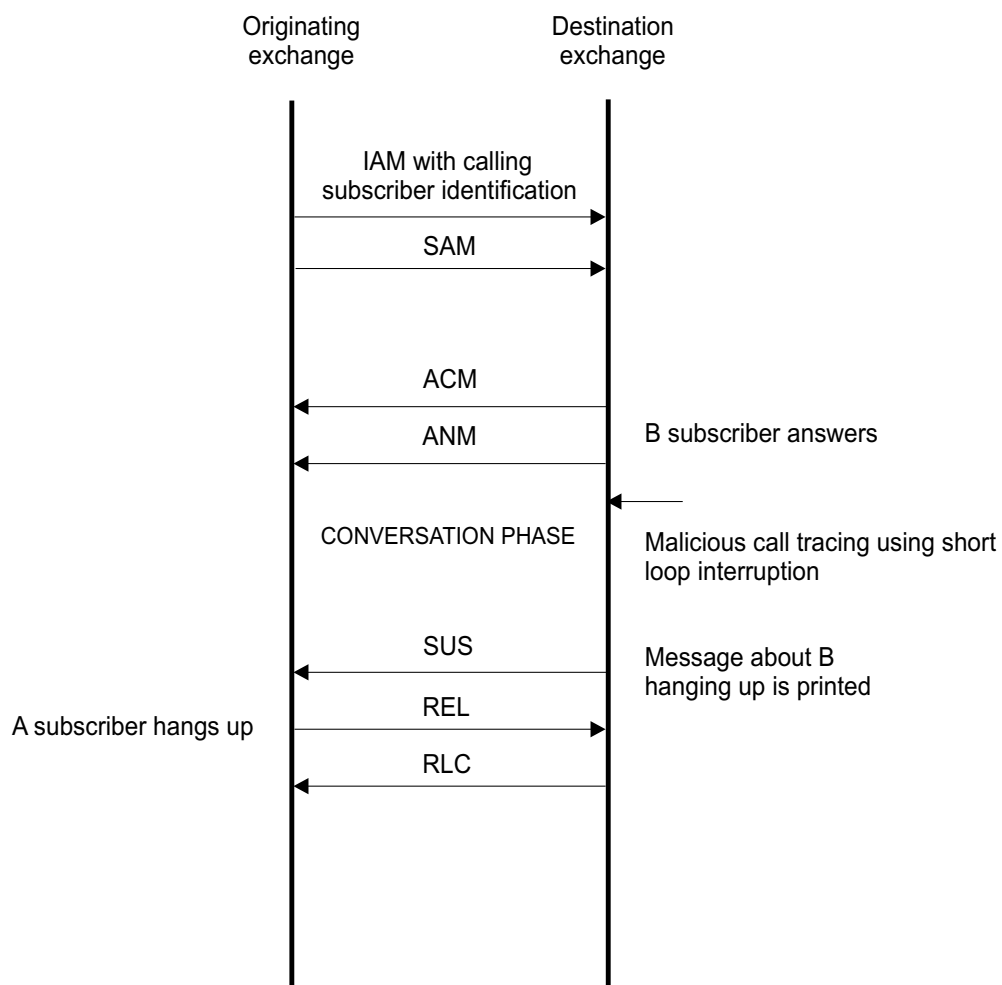 Originating
exchange
Destination
exchange
IAM with calling
subscriber identification
SAM
ACM
ANM
B subscriber answers
CONVERSATION PHASE
Malicious call tracing using short
loop interruption
SUS
Message about B
hanging up is printed
REL
A subscriber hangs up
RLC